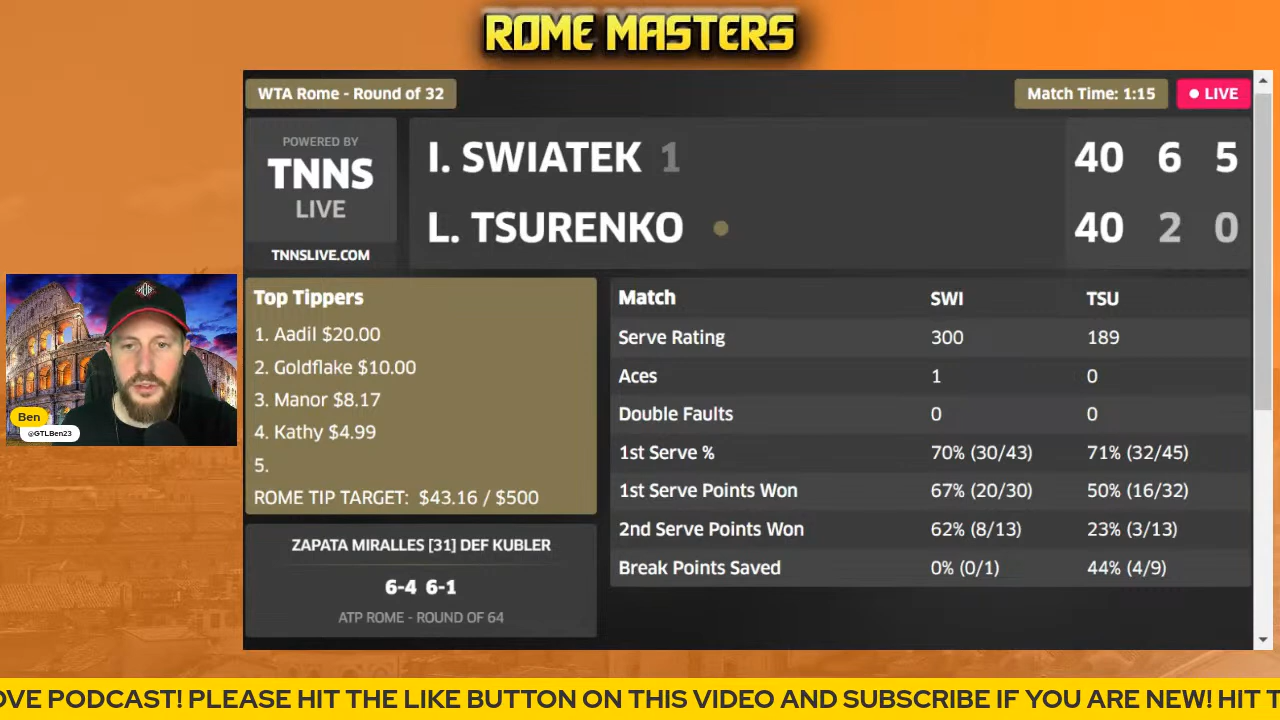 ROME MASTERS
WTA Rome - Round of 32
Match Time: 1:15
LIVE
POWERED BY
TNNS
LIVE
TNNSLIVE.COM
I. SWIATEK 1 40 6 5
L. TSURENKO 40 2 0
Top Tippers
1. Aadil $20.00
2. Goldflake $10.00
3. Manor $8.17
4. Kathy $4.99
5.
ROME TIP TARGET: $43.16 / $500
ZAPATA MIRALLES [31] DEF KUBLER
6-4 6-1
ATP ROME - ROUND OF 64
Match SWI TSU
Serve Rating 300 189
Aces 1 0
Double Faults 0 0
1st Serve % 70% (30/43) 71% (32/45)
1st Serve Points Won 67% (20/30) 50% (16/32)
2nd Serve Points Won 62% (8/13) 23% (3/13)
Break Points Saved 0% (0/1) 44% (4/9)
Ben
@GTLBen23
OVE PODCAST! PLEASE HIT THE LIKE BUTTON ON THIS VIDEO AND SUBSCRIBE IF YOU ARE NEW! HIT T